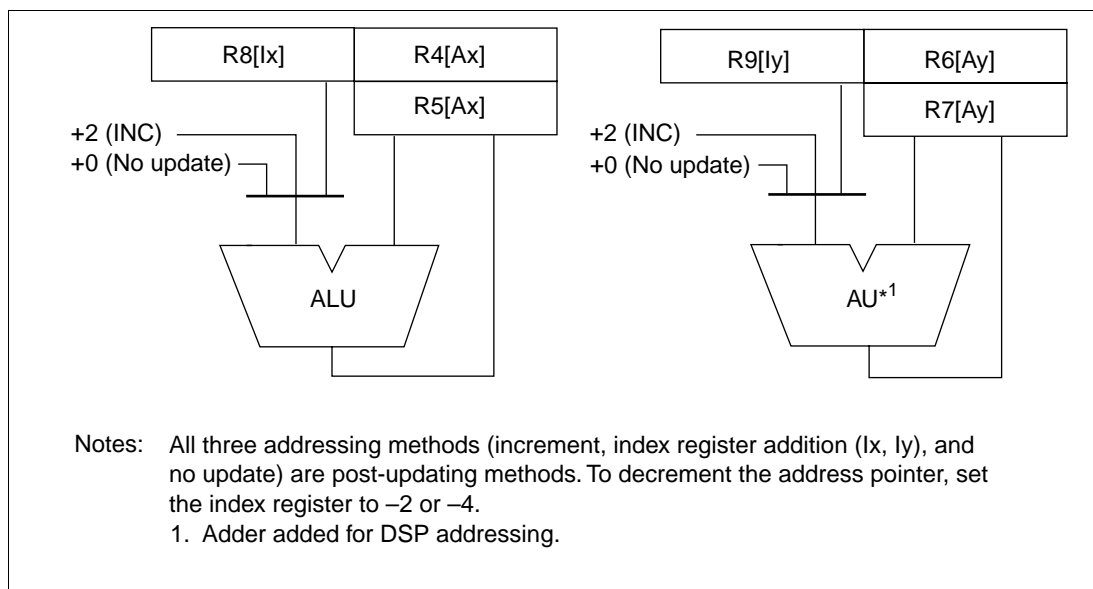 R8[Ix]
R4[Ax]
R5[Ax]
+2 (INC)
+0 (No update)
ALU
R9[Iy]
R6[Ay]
R7[Ay]
+2 (INC)
+0 (No update)
AU*1
Notes: All three addressing methods (increment, index register addition (Ix, Iy), and
no update) are post-updating methods. To decrement the address pointer, set
the index register to –2 or –4.
1. Adder added for DSP addressing.